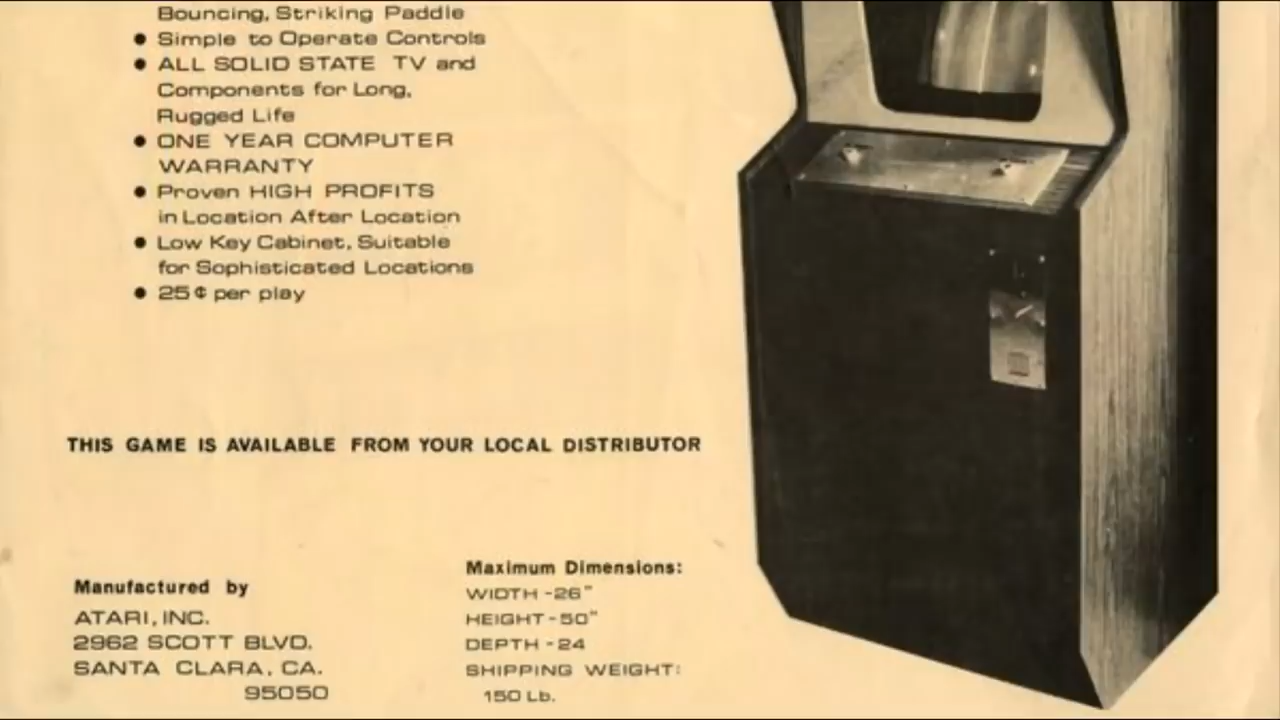 Bouncing, Striking Paddle
● Simple to Operate Controls
● ALL SOLID STATE TV and
Components for Long,
Rugged Life
● ONE YEAR COMPUTER
WARRANTY
● Proven HIGH PROFITS
in Location After Location
● Low Key Cabinet, Suitable
for Sophisticated Locations
● 25¢ per play
THIS GAME IS AVAILABLE FROM YOUR LOCAL DISTRIBUTOR
Manufactured by
ATARI, INC.
2962 SCOTT BLVD.
SANTA CLARA, CA.
95050
Maximum Dimensions:
WIDTH -26"
HEIGHT-50"
DEPTH -24
SHIPPING WEIGHT:
150 Lb.